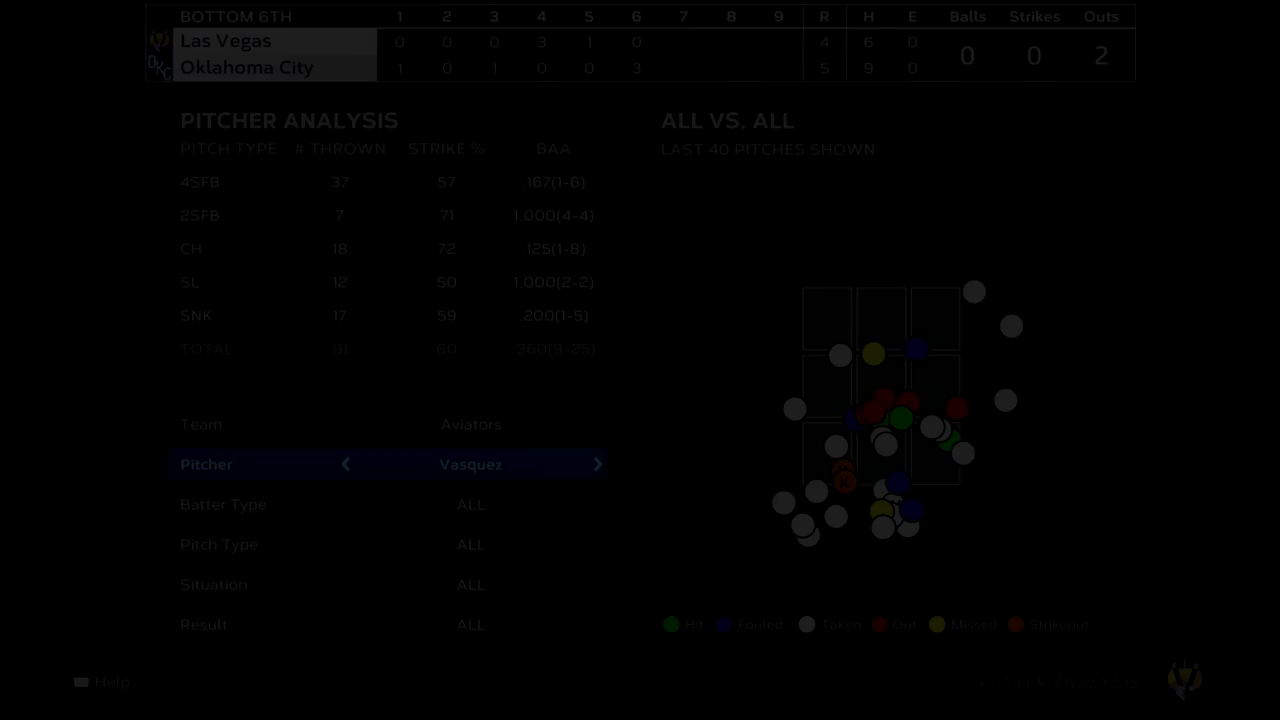 BOTTOM 6TH 1 2 3 4 5 6 7 8 9 R H E Balls Strikes Outs
Las Vegas 0 0 0 3 1 0 4 6 0 0 0 2
OKC Oklahoma City 1 0 1 0 0 3 5 9 0
PITCHER ANALYSIS
PITCH TYPE # THROWN STRIKE % BAA
4SFB 37 57 .167(1-6)
2SFB 7 71 1.000(4-4)
CH 18 72 .125(1-8)
SL 12 50 1.000(2-2)
SNK 17 59 .200(1-5)
TOTAL 91 60 .360(9-25)
ALL VS. ALL
LAST 40 PITCHES SHOWN
K
Team Aviators
Pitcher Vasquez
Batter Type ALL
Pitch Type ALL
Situation ALL
Result ALL
Hit Fouled Taken Out Missed Strikeout
Help
PLAYER ANALYSIS